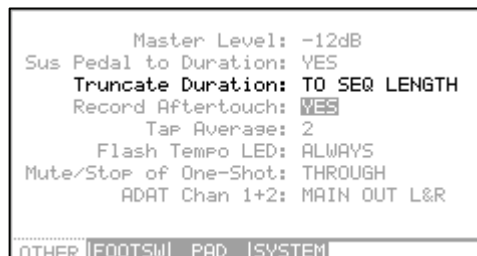 Master Level: -12dB
Sus Pedal to Duration: YES
Truncate Duration: TO SEQ LENGTH
Record Aftertouch: YES
Tap Average: 2
Flash Tempo LED: ALWAYS
Mute/Stop of One-Shot: THROUGH
ADAT Chan 1+2: MAIN OUT L&R
OTHER FOOTSW PAD SYSTEM